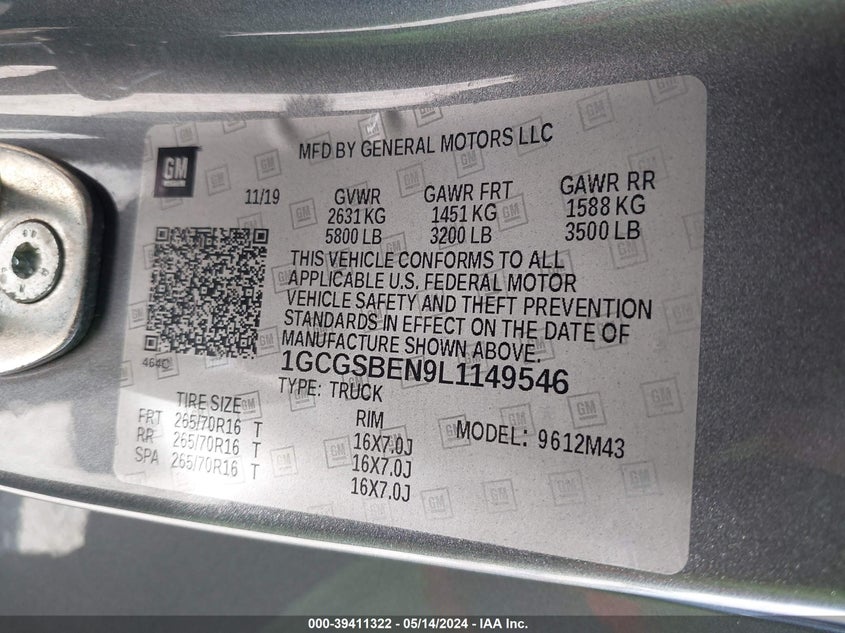 GM
MFD BY GENERAL MOTORS LLC
11/19 GVWR GAWR FRT GAWR RR
2631 KG 1451 KG 1588 KG
5800 LB 3200 LB 3500 LB
THIS VEHICLE CONFORMS TO ALL
APPLICABLE U.S. FEDERAL MOTOR
VEHICLE SAFETY AND THEFT PREVENTION
STANDARDS IN EFFECT ON THE DATE OF
MANUFACTURE SHOWN ABOVE.
464C
1GCGSBEN9L1149546
TYPE: TRUCK
TIRE SIZE RIM MODEL: 9612M43
FRT 265/70R16 T 16X7.0J
RR 265/70R16 T 16X7.0J
SPA 265/70R16 T 16X7.0J
000-39411322 - 05/14/2024 - IAA Inc.